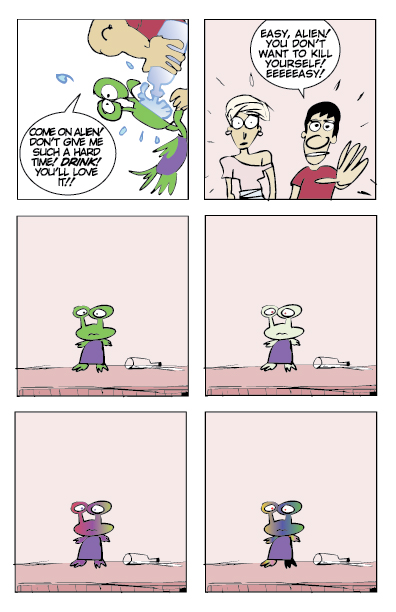 COME ON ALIEN!
DON'T GIVE ME
SUCH A HARD
TIME! DRINK!
YOU'LL LOVE
IT!!
EASY, ALIEN!
YOU DON'T
WANT TO KILL
YOURSELF!
EEEEEASY!